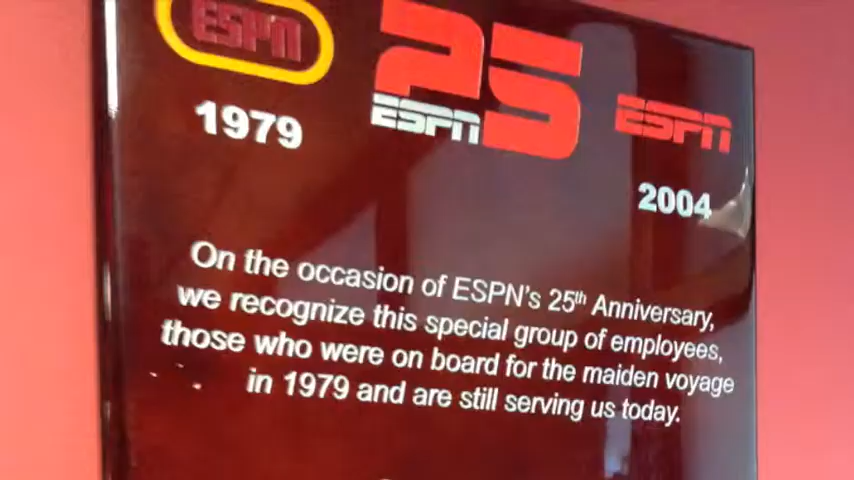 ESPN
25
ESPN
ESPN
1979
2004
On the occasion of ESPN's 25th Anniversary,
we recognize this special group of employees,
those who were on board for the maiden voyage
in 1979 and are still serving us today.